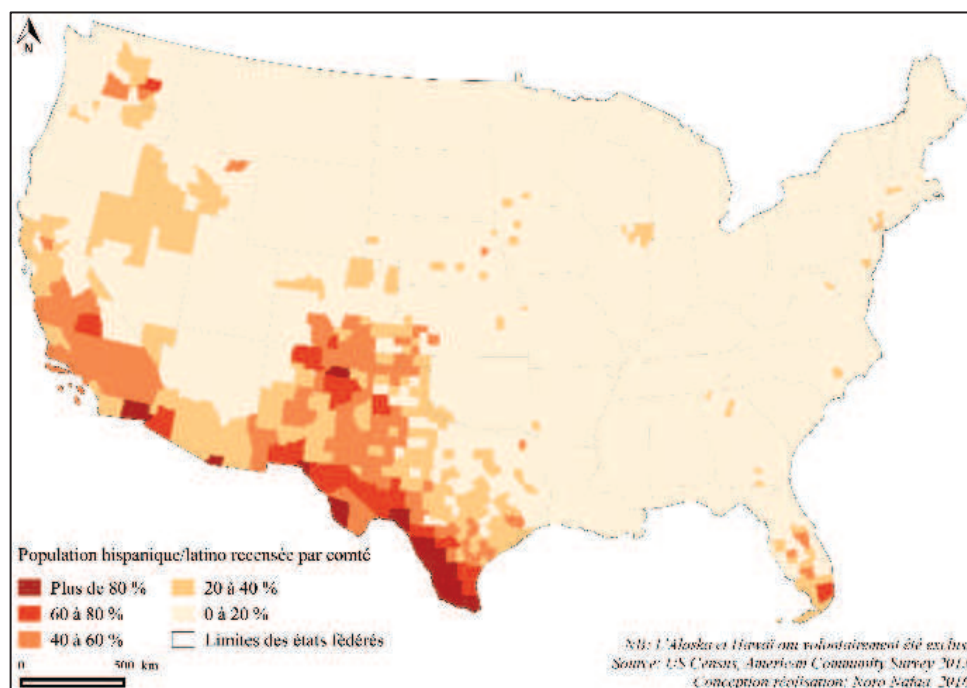 N
Population hispanique/latino recensée par comté
Plus de 80 %
20 à 40 %
60 à 80 %
0 à 20 %
40 à 60 %
Limites des états fédérés
0 500 km
NB: L'Alaska et Hawaï ont volontairement été exclus
Source: US Census, American Community Survey
Conception réalisation: Nafaa